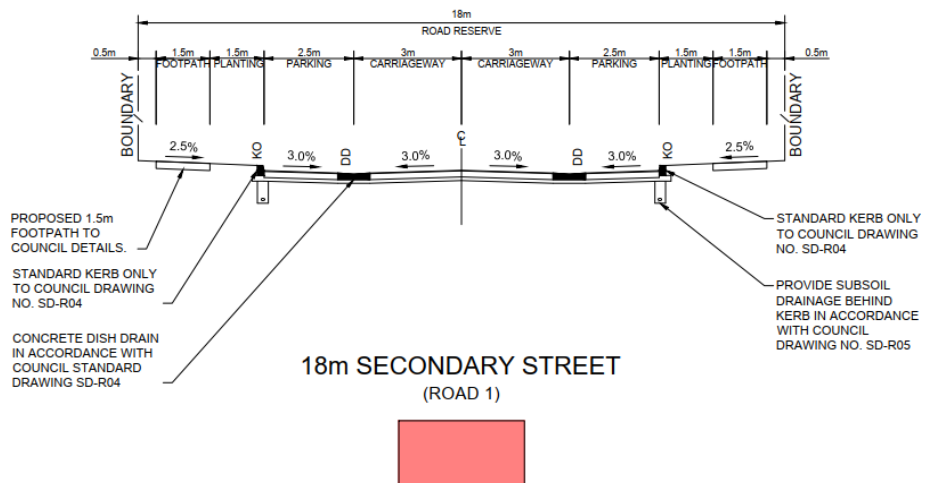 18m
ROAD RESERVE
0.5m 1.5m 1.5m 2.5m 3m 3m 2.5m 1.5m 1.5m 0.5m
FOOTPATH PLANTING PARKING CARRIAGEWAY CARRIAGEWAY PARKING PLANTING FOOTPATH
BOUNDARY
BOUNDARY
2.5% KO 3.0% DD 3.0% CL 3.0% DD 3.0% KO 2.5%
PROPOSED 1.5m
FOOTPATH TO
COUNCIL DETAILS.
STANDARD KERB ONLY
TO COUNCIL DRAWING
NO. SD-R04
CONCRETE DISH DRAIN
IN ACCORDANCE WITH
COUNCIL STANDARD
DRAWING SD-R04
STANDARD KERB ONLY
TO COUNCIL DRAWING
NO. SD-R04
PROVIDE SUBSOIL
DRAINAGE BEHIND
KERB IN ACCORDANCE
WITH COUNCIL
DRAWING NO. SD-R05
18m SECONDARY STREET
(ROAD 1)